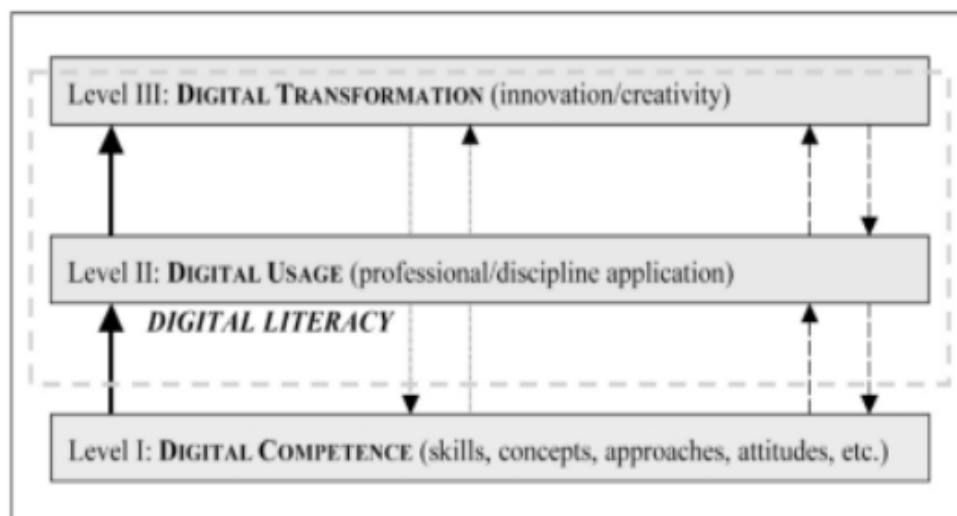 Level III: DIGITAL TRANSFORMATION (innovation/creativity)
Level II: DIGITAL USAGE (professional/discipline application)
DIGITAL LITERACY
Level I: DIGITAL COMPETENCE (skills, concepts, approaches, attitudes, etc.)